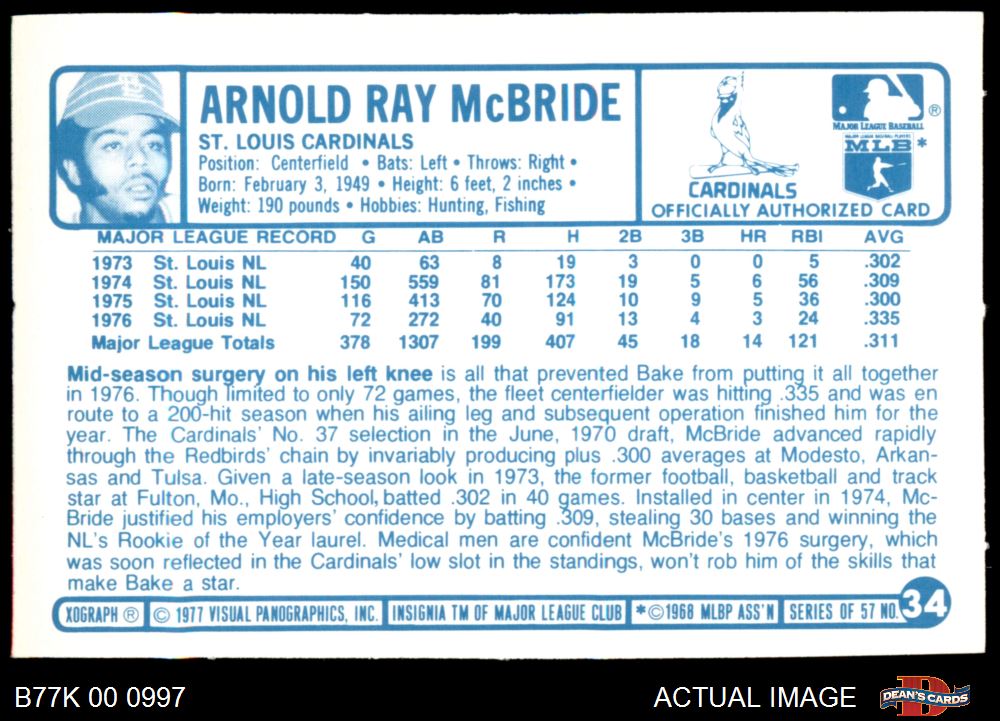 ARNOLD RAY McBRIDE
ST. LOUIS CARDINALS
Position: Centerfield • Bats: Left • Throws: Right •
Born: February 3, 1949 • Height: 6 feet, 2 inches •
Weight: 190 pounds • Hobbies: Hunting, Fishing
CARDINALS
OFFICIALLY AUTHORIZED CARD
MAJOR LEAGUE BASEBALL ®
MAJOR LEAGUE BASEBALL PLAYERS
MLB *
MAJOR LEAGUE RECORD G AB R H 2B 3B HR RBI AVG
1973 St. Louis NL 40 63 8 19 3 0 0 5 .302
1974 St. Louis NL 150 559 81 173 19 5 6 56 .309
1975 St. Louis NL 116 413 70 124 10 9 5 36 .300
1976 St. Louis NL 72 272 40 91 13 4 3 24 .335
Major League Totals 378 1307 199 407 45 18 14 121 .311
Mid-season surgery on his left knee is all that prevented Bake from putting it all together
in 1976. Though limited to only 72 games, the fleet centerfielder was hitting .335 and was en
route to a 200-hit season when his ailing leg and subsequent operation finished him for the
year. The Cardinals' No. 37 selection in the June, 1970 draft, McBride advanced rapidly
through the Redbirds' chain by invariably producing plus .300 averages at Modesto, Arkan-
sas and Tulsa. Given a late-season look in 1973, the former football, basketball and track
star at Fulton, Mo., High School, batted .302 in 40 games. Installed in center in 1974, Mc-
Bride justified his employers' confidence by batting .309, stealing 30 bases and winning the
NL's Rookie of the Year laurel. Medical men are confident McBride's 1976 surgery, which
was soon reflected in the Cardinals' low slot in the standings, won't rob him of the skills that
make Bake a star.
XOGRAPH ® © 1977 VISUAL PANOGRAPHICS, INC. INSIGNIA TM OF MAJOR LEAGUE CLUB *©1968 MLBP ASS'N SERIES OF 57 NO. 34
B77K 00 0997
ACTUAL IMAGE
DEAN'S CARDS